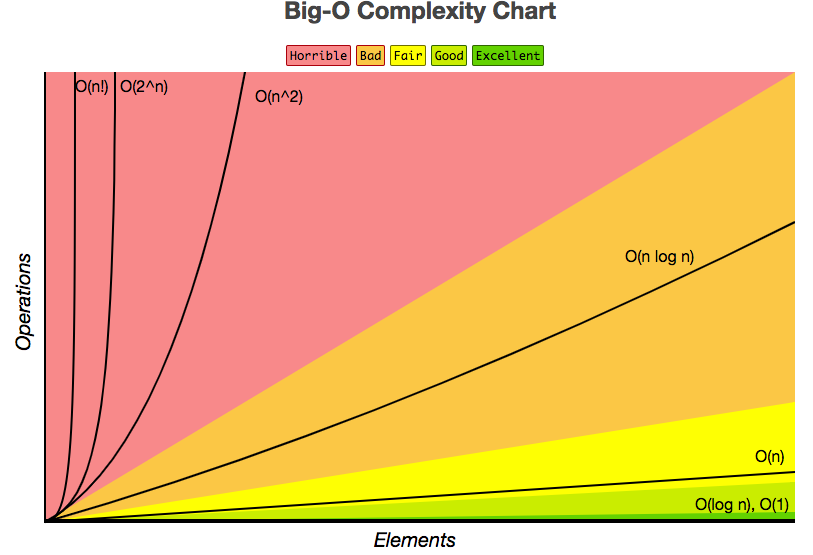 Big-O Complexity Chart
Horrible Bad Fair Good Excellent
O(n!) O(2^n)
O(n^2)
O(n log n)
Operations
O(n)
O(log n), O(1)
Elements